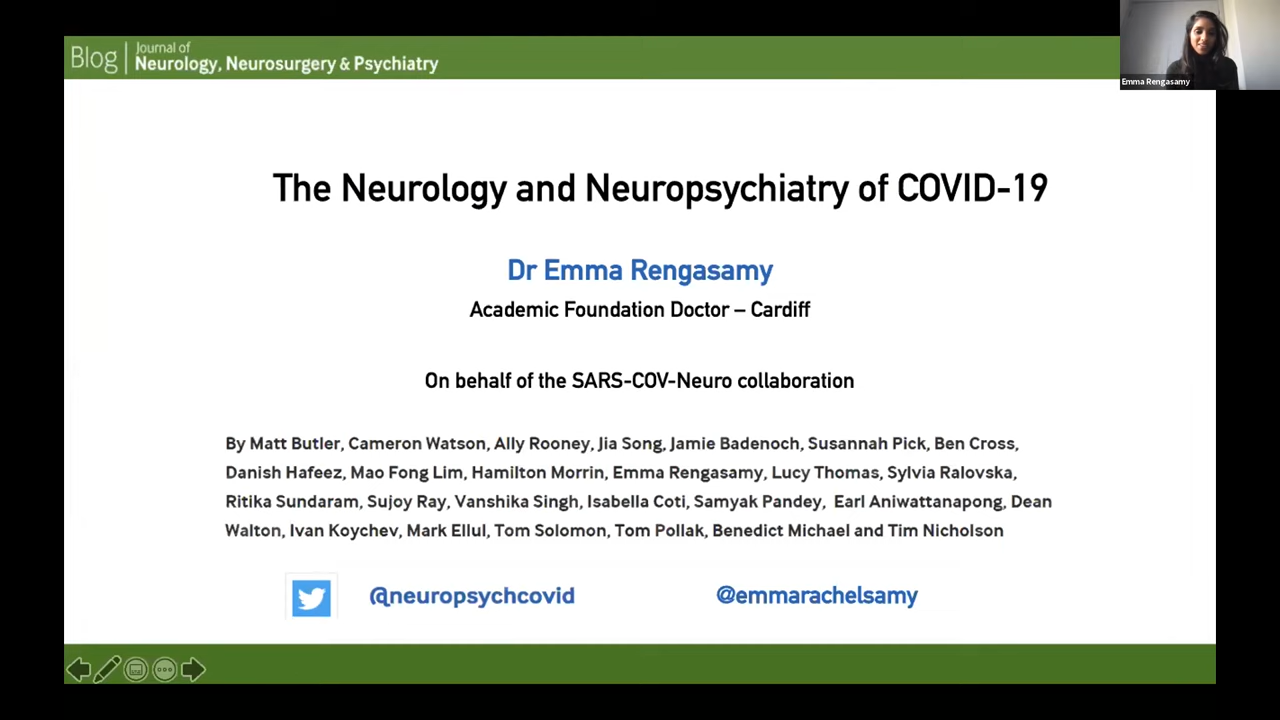 Blog | Journal of
Neurology, Neurosurgery & Psychiatry
Emma Rengasamy
The Neurology and Neuropsychiatry of COVID-19
Dr Emma Rengasamy
Academic Foundation Doctor – Cardiff
On behalf of the SARS-COV-Neuro collaboration
By Matt Butler, Cameron Watson, Ally Rooney, Jia Song, Jamie Badenoch, Susannah Pick, Ben Cross,
Danish Hafeez, Mao Fong Lim, Hamilton Morrin, Emma Rengasamy, Lucy Thomas, Sylvia Ralovska,
Ritika Sundaram, Sujoy Ray, Vanshika Singh, Isabella Coti, Samyak Pandey, Earl Aniwattanapong, Dean
Walton, Ivan Koychev, Mark Ellul, Tom Solomon, Tom Pollak, Benedict Michael and Tim Nicholson
@neuropsychcovid @emmarachelsamy